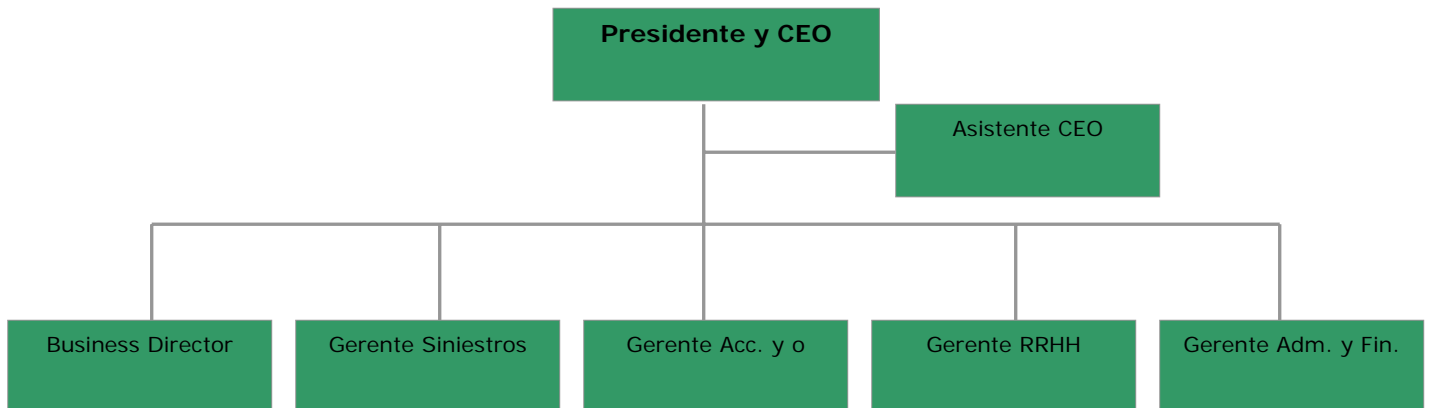 Presidente y CEO
Asistente CEO
Business Director
Gerente Siniestros
Gerente Acc. y o
Gerente RRHH
Gerente Adm. y Fin.